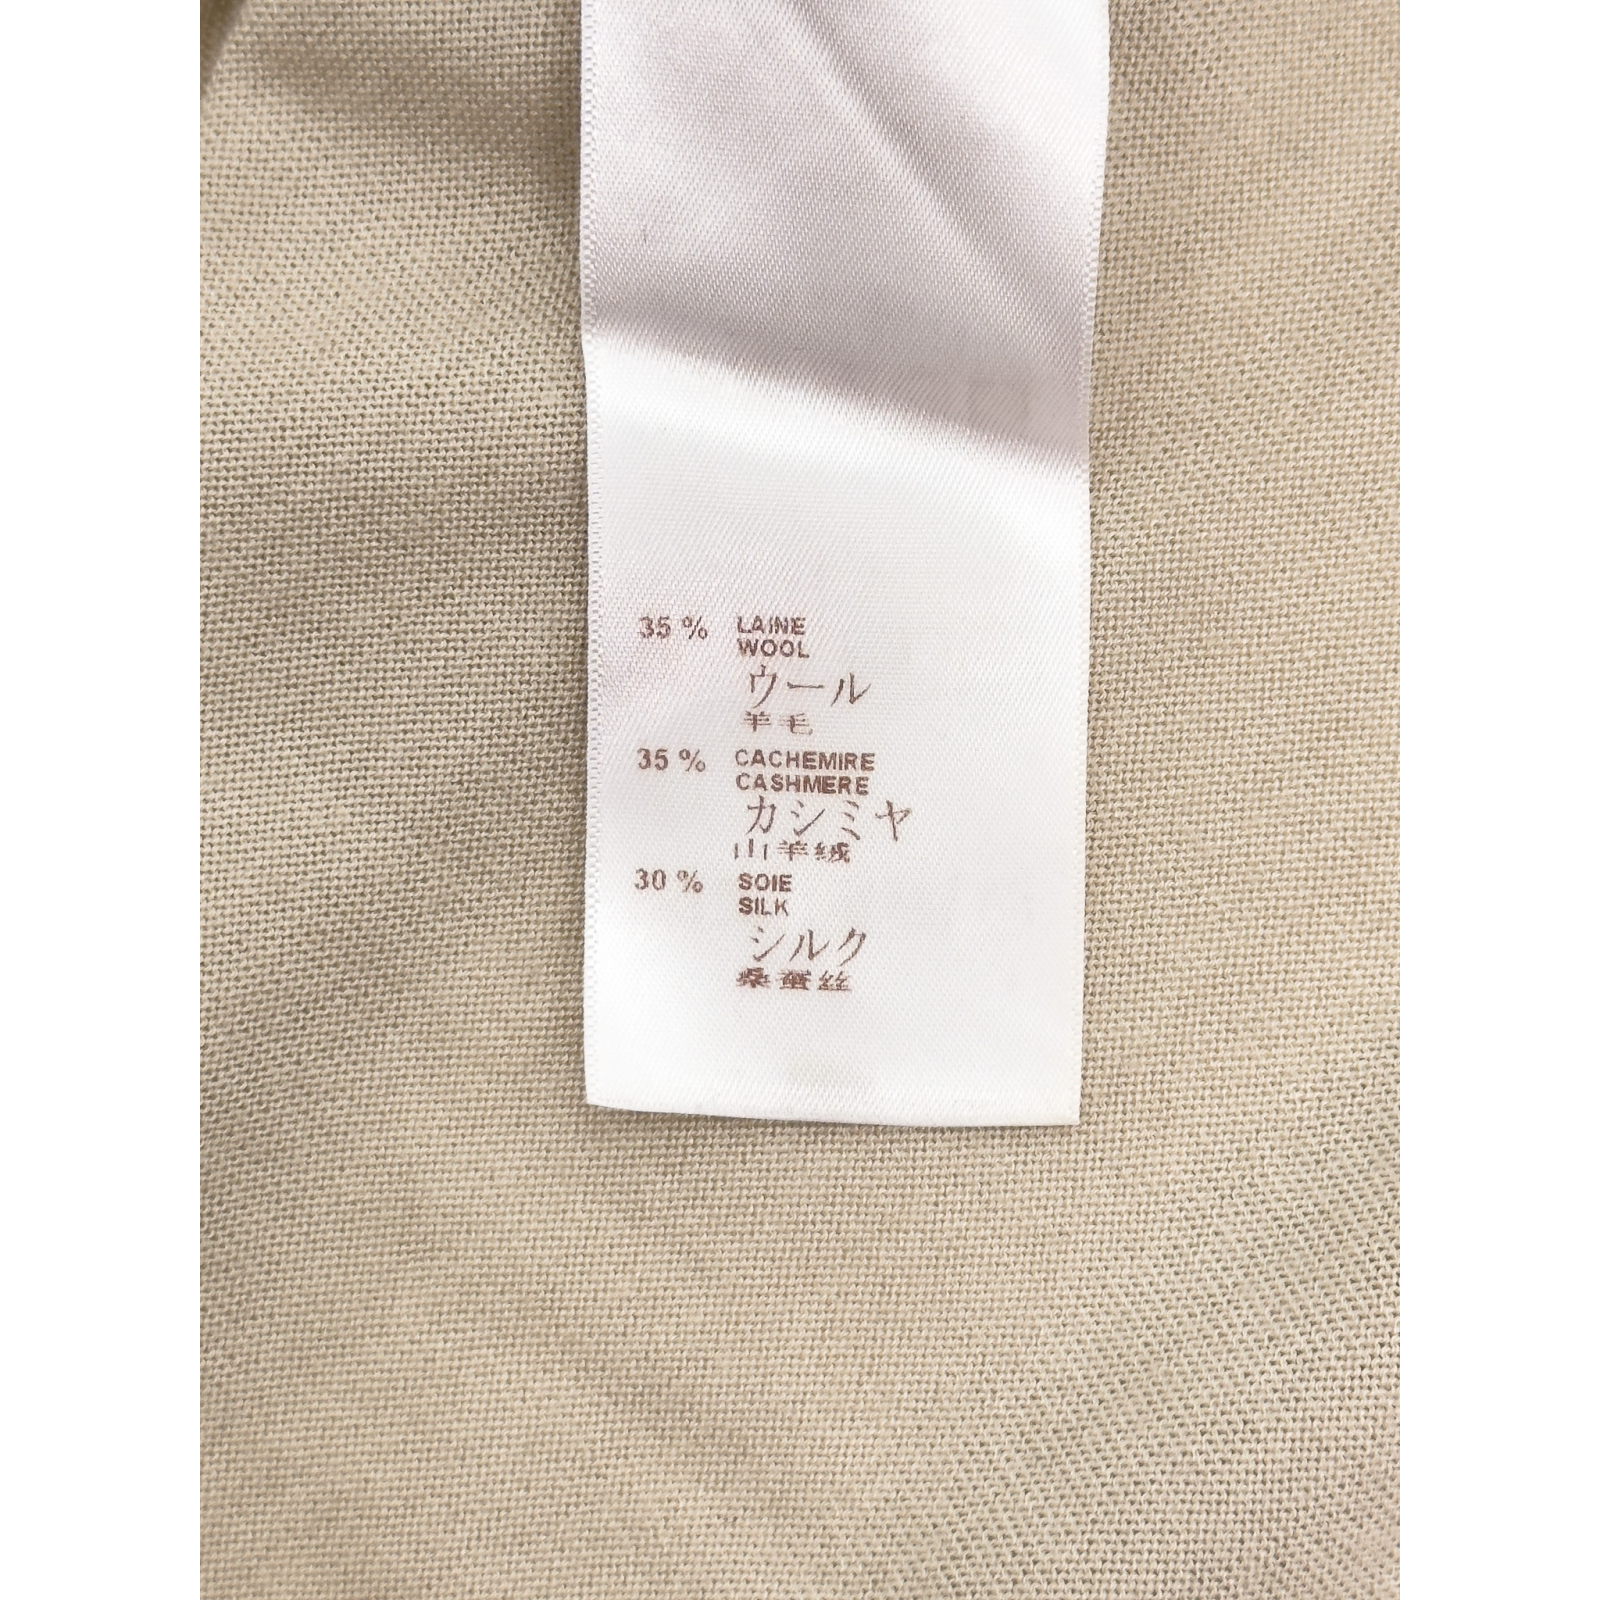 35 % LAINE
WOOL
ウール
羊毛
35 % CACHEMIRE
CASHMERE
カシミヤ
山羊绒
30 % SOIE
SILK
シルク
桑蚕丝